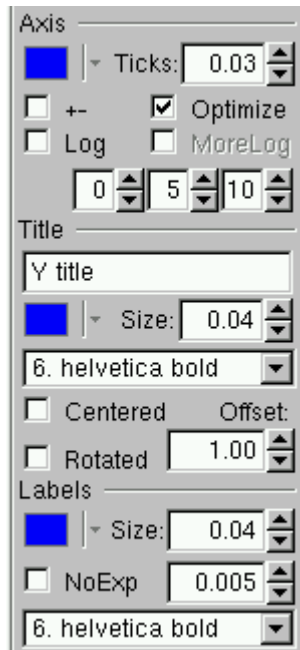 Axis
Ticks: 0.03
+- Optimize
Log MoreLog
0 5 10
Title
Y title
Size: 0.04
6. helvetica bold
Centered Offset:
Rotated 1.00
Labels
Size: 0.04
NoExp 0.005
6. helvetica bold